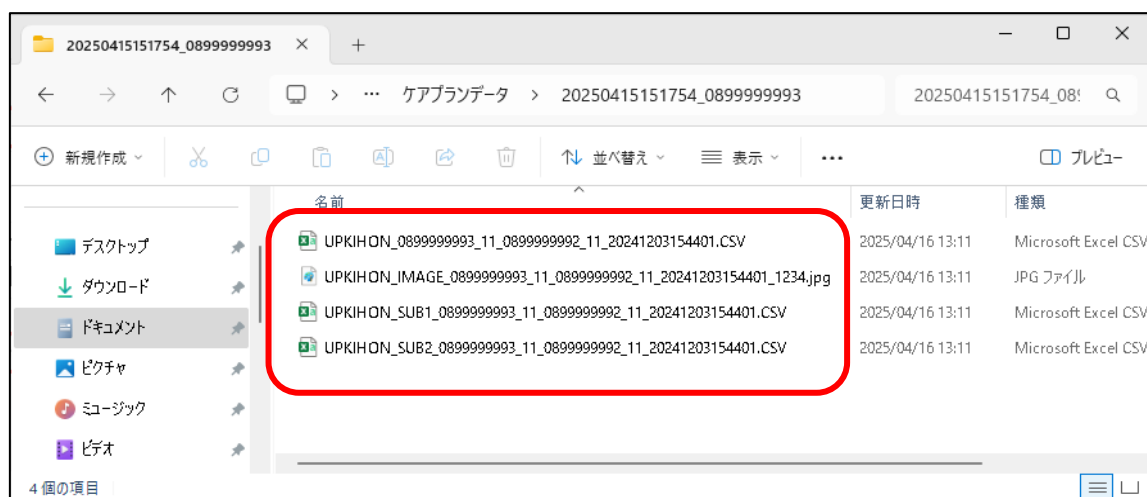 20250415151754_0899999993
… ケアプランデータ > 20250415151754_0899999993
20250415151754_089
新規作成
並べ替え
表示
プレビュー
名前 更新日時 種類
デスクトップ
ダウンロード
ドキュメント
ピクチャ
ミュージック
ビデオ
UPKIHON_0899999993_11_0899999992_11_20241203154401.CSV 2025/04/16 13:11 Microsoft Excel CSV
UPKIHON_IMAGE_0899999993_11_0899999992_11_20241203154401_1234.jpg 2025/04/16 13:11 JPG ファイル
UPKIHON_SUB1_0899999993_11_0899999992_11_20241203154401.CSV 2025/04/16 13:11 Microsoft Excel CSV
UPKIHON_SUB2_0899999993_11_0899999992_11_20241203154401.CSV 2025/04/16 13:11 Microsoft Excel CSV
4 個の項目